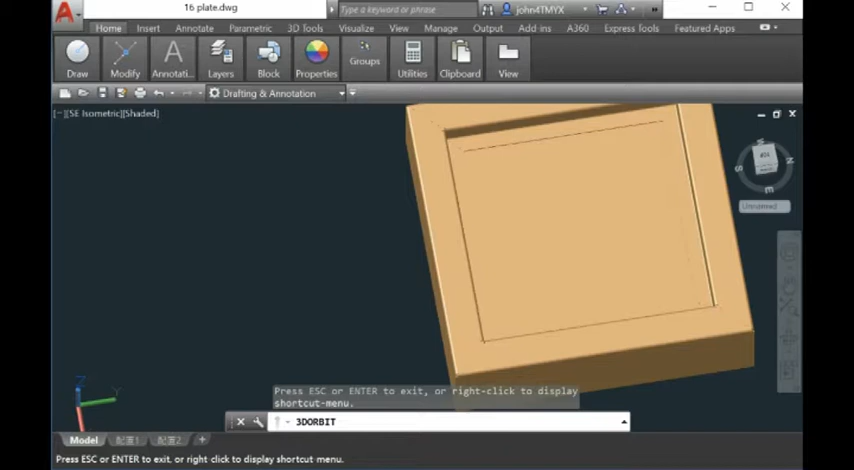 16 plate.dwg
Type a keyword or phrase
john4TMYX
Home Insert Annotate Parametric 3D Tools Visualize View Manage Output Add-ins A360 Express Tools Featured Apps
Draw Modify Annotati... Layers Block Properties Groups Utilities Clipboard View
Drafting & Annotation
[−][SE Isometric][Shaded]
W
S N
E
Unnamed
Z
Y
Press ESC or ENTER to exit, or right-click to display
shortcut-menu.
3DORBIT
Model 配置1 配置2 +
Press ESC or ENTER to exit, or right-click to display shortcut-menu.